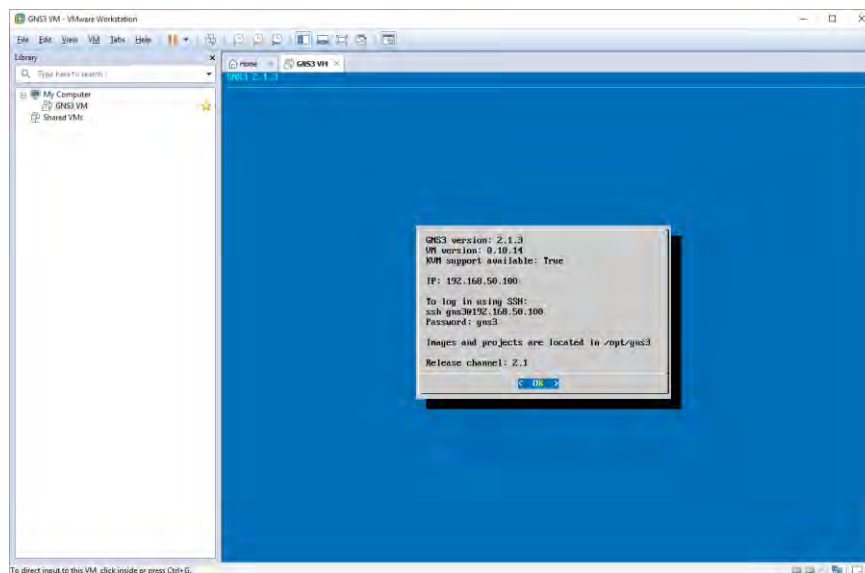 GNS3 VM - VMware Workstation
File Edit View VM Tabs Help
Library
Type here to search
My Computer
GNS3 VM
Shared VMs
Home
GNS3 VM
GNS3 2.1.3
GNS3 version: 2.1.3
VM version: 0.10.14
KVM support available: True
IP: 192.168.50.100
To log in using SSH:
ssh gns3@192.168.50.100
Password: gns3
Images and projects are located in /opt/gns3
Release channel: 2.1
< OK >
To direct input to this VM, click inside or press Ctrl+G.